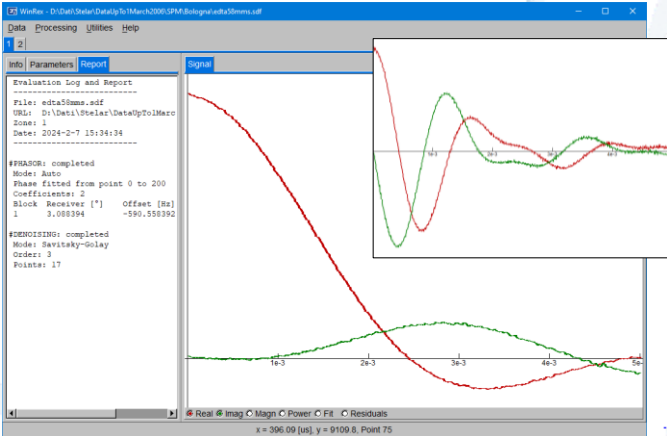 WinRex - D:\Dati\Stelar\DataUpTo1March2006\SPM\Bologna\edta58mms.sdf
Data Processing Utilities Help
1 2
Info Parameters Report
Signal
Evaluation Log and Report
-------------------------
File: edta58mms.sdf
URL: D:\Dati\Stelar\DataUpTo1Marc
Zone: 1
Date: 2024-2-7 15:34:34
-------------------------
#PHASOR: completed
Mode: Auto
Phase fitted from point 0 to 200
Coefficients: 2
Block Receiver [°] Offset [Hz]
1 3.088394 -590.558392
#DENOISING: completed
Mode: Savitsky-Golay
Order: 3
Points: 17
1e-3 2e-3 3e-3 4e-3 5e-
Real Imag Magn Power Fit Residuals
x = 396.09 [us], y = 9109.8, Point 75